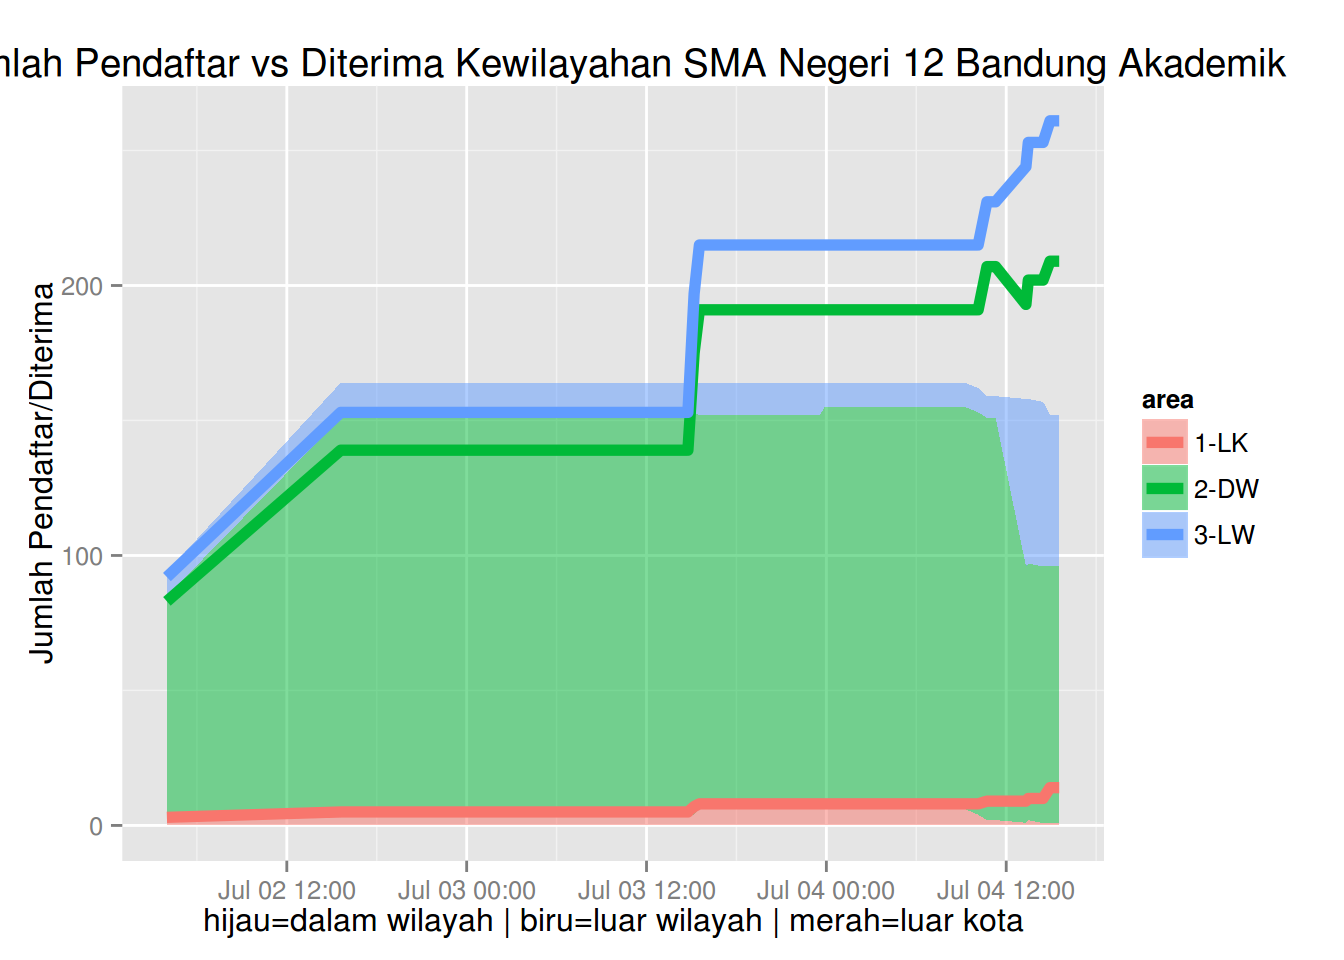 Pendaftar vs Diterima Kewilayahan SMA Negeri 12 Bandung Akademik
Jumlah Pendaftar/Diterima
200
100
0
area
1-LK
2-DW
3-LW
Jul 02 12:00
Jul 03 00:00
Jul 03 12:00
Jul 04 00:00
Jul 04 12:00
hijau=dalam wilayah | biru=luar wilayah | merah=luar kota